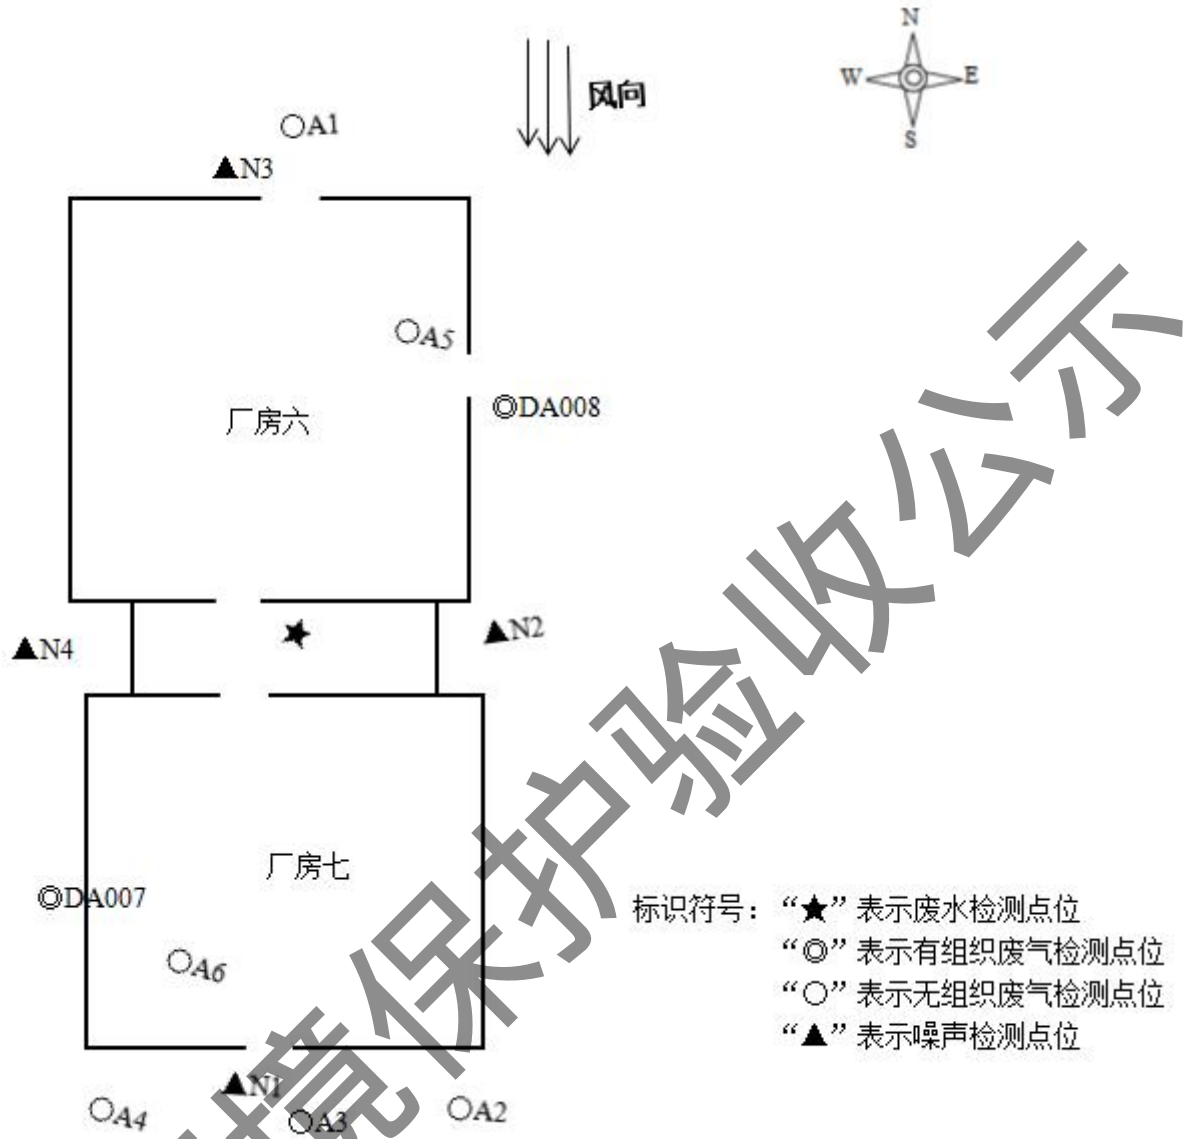 N
W E
S
风向
○A1
▲N3
○A5
厂房六
◎DA008
★
▲N4
▲N2
厂房七
◎DA007
○A6
▲N1
○A4
○A3
○A2
标识符号：“★”表示废水检测点位
“◎”表示有组织废气检测点位
“○”表示无组织废气检测点位
“▲”表示噪声检测点位
境保护验收公示